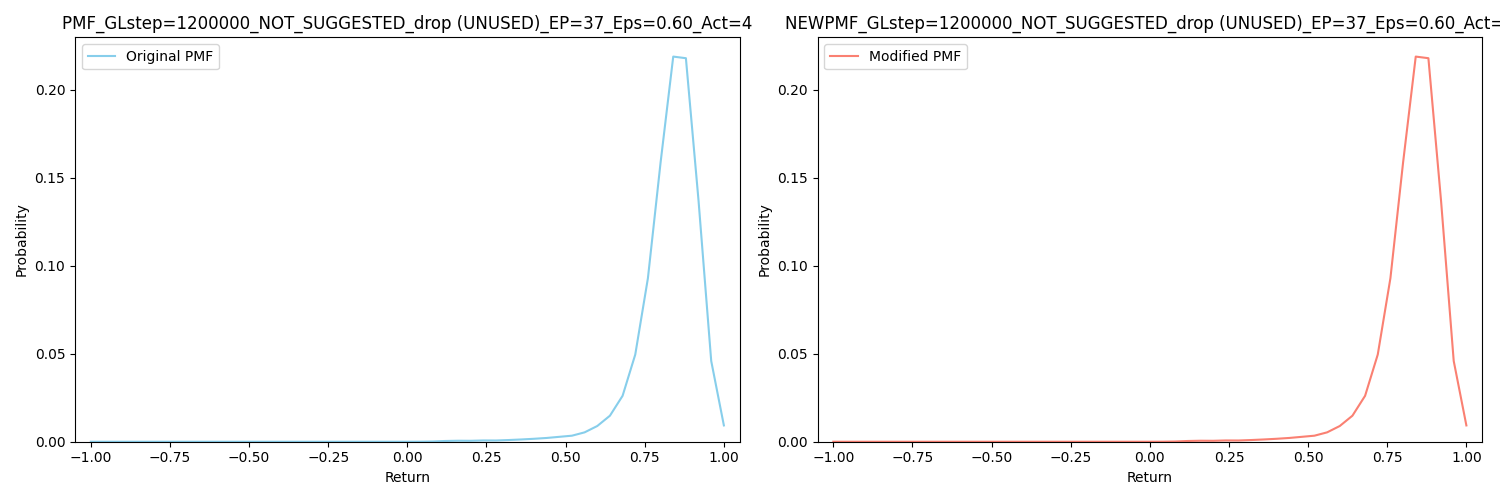 PMF_GLstep=1200000_NOT_SUGGESTED_drop (UNUSED)_EP=37_Eps=0.60_Act=4
Original PMF
0.20
0.15
0.10
0.05
0.00
Probability
−1.00 −0.75 −0.50 −0.25 0.00 0.25 0.50 0.75 1.00
Return
NEWPMF_GLstep=1200000_NOT_SUGGESTED_drop (UNUSED)_EP=37_Eps=0.60_Act=
Modified PMF
0.20
0.15
0.10
0.05
0.00
Probability
−1.00 −0.75 −0.50 −0.25 0.00 0.25 0.50 0.75 1.00
Return